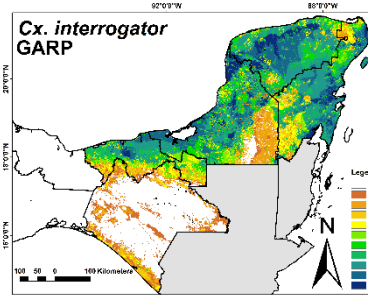 Cx. interrogator
GARP
92°0'0"W
88°0'0"W
20°0'0"N
18°0'0"N
16°0'0"N
Lege
N
100 50 0 100 Kilometers